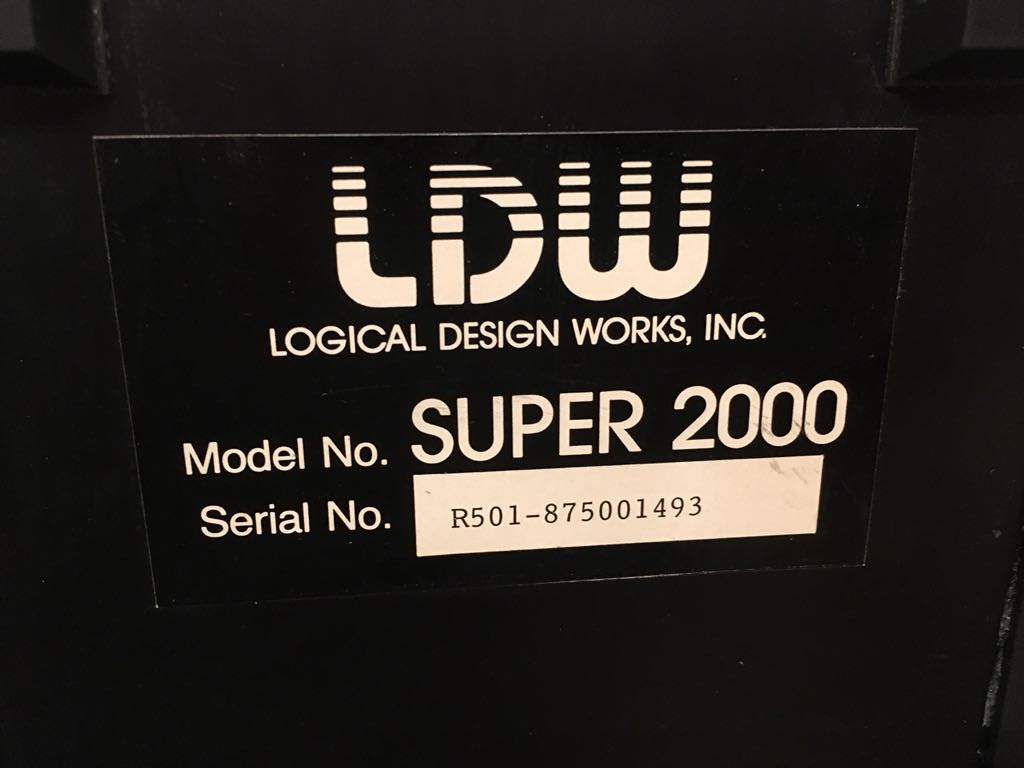 LDW
LOGICAL DESIGN WORKS, INC.
Model No. SUPER 2000
Serial No. R501-875001493